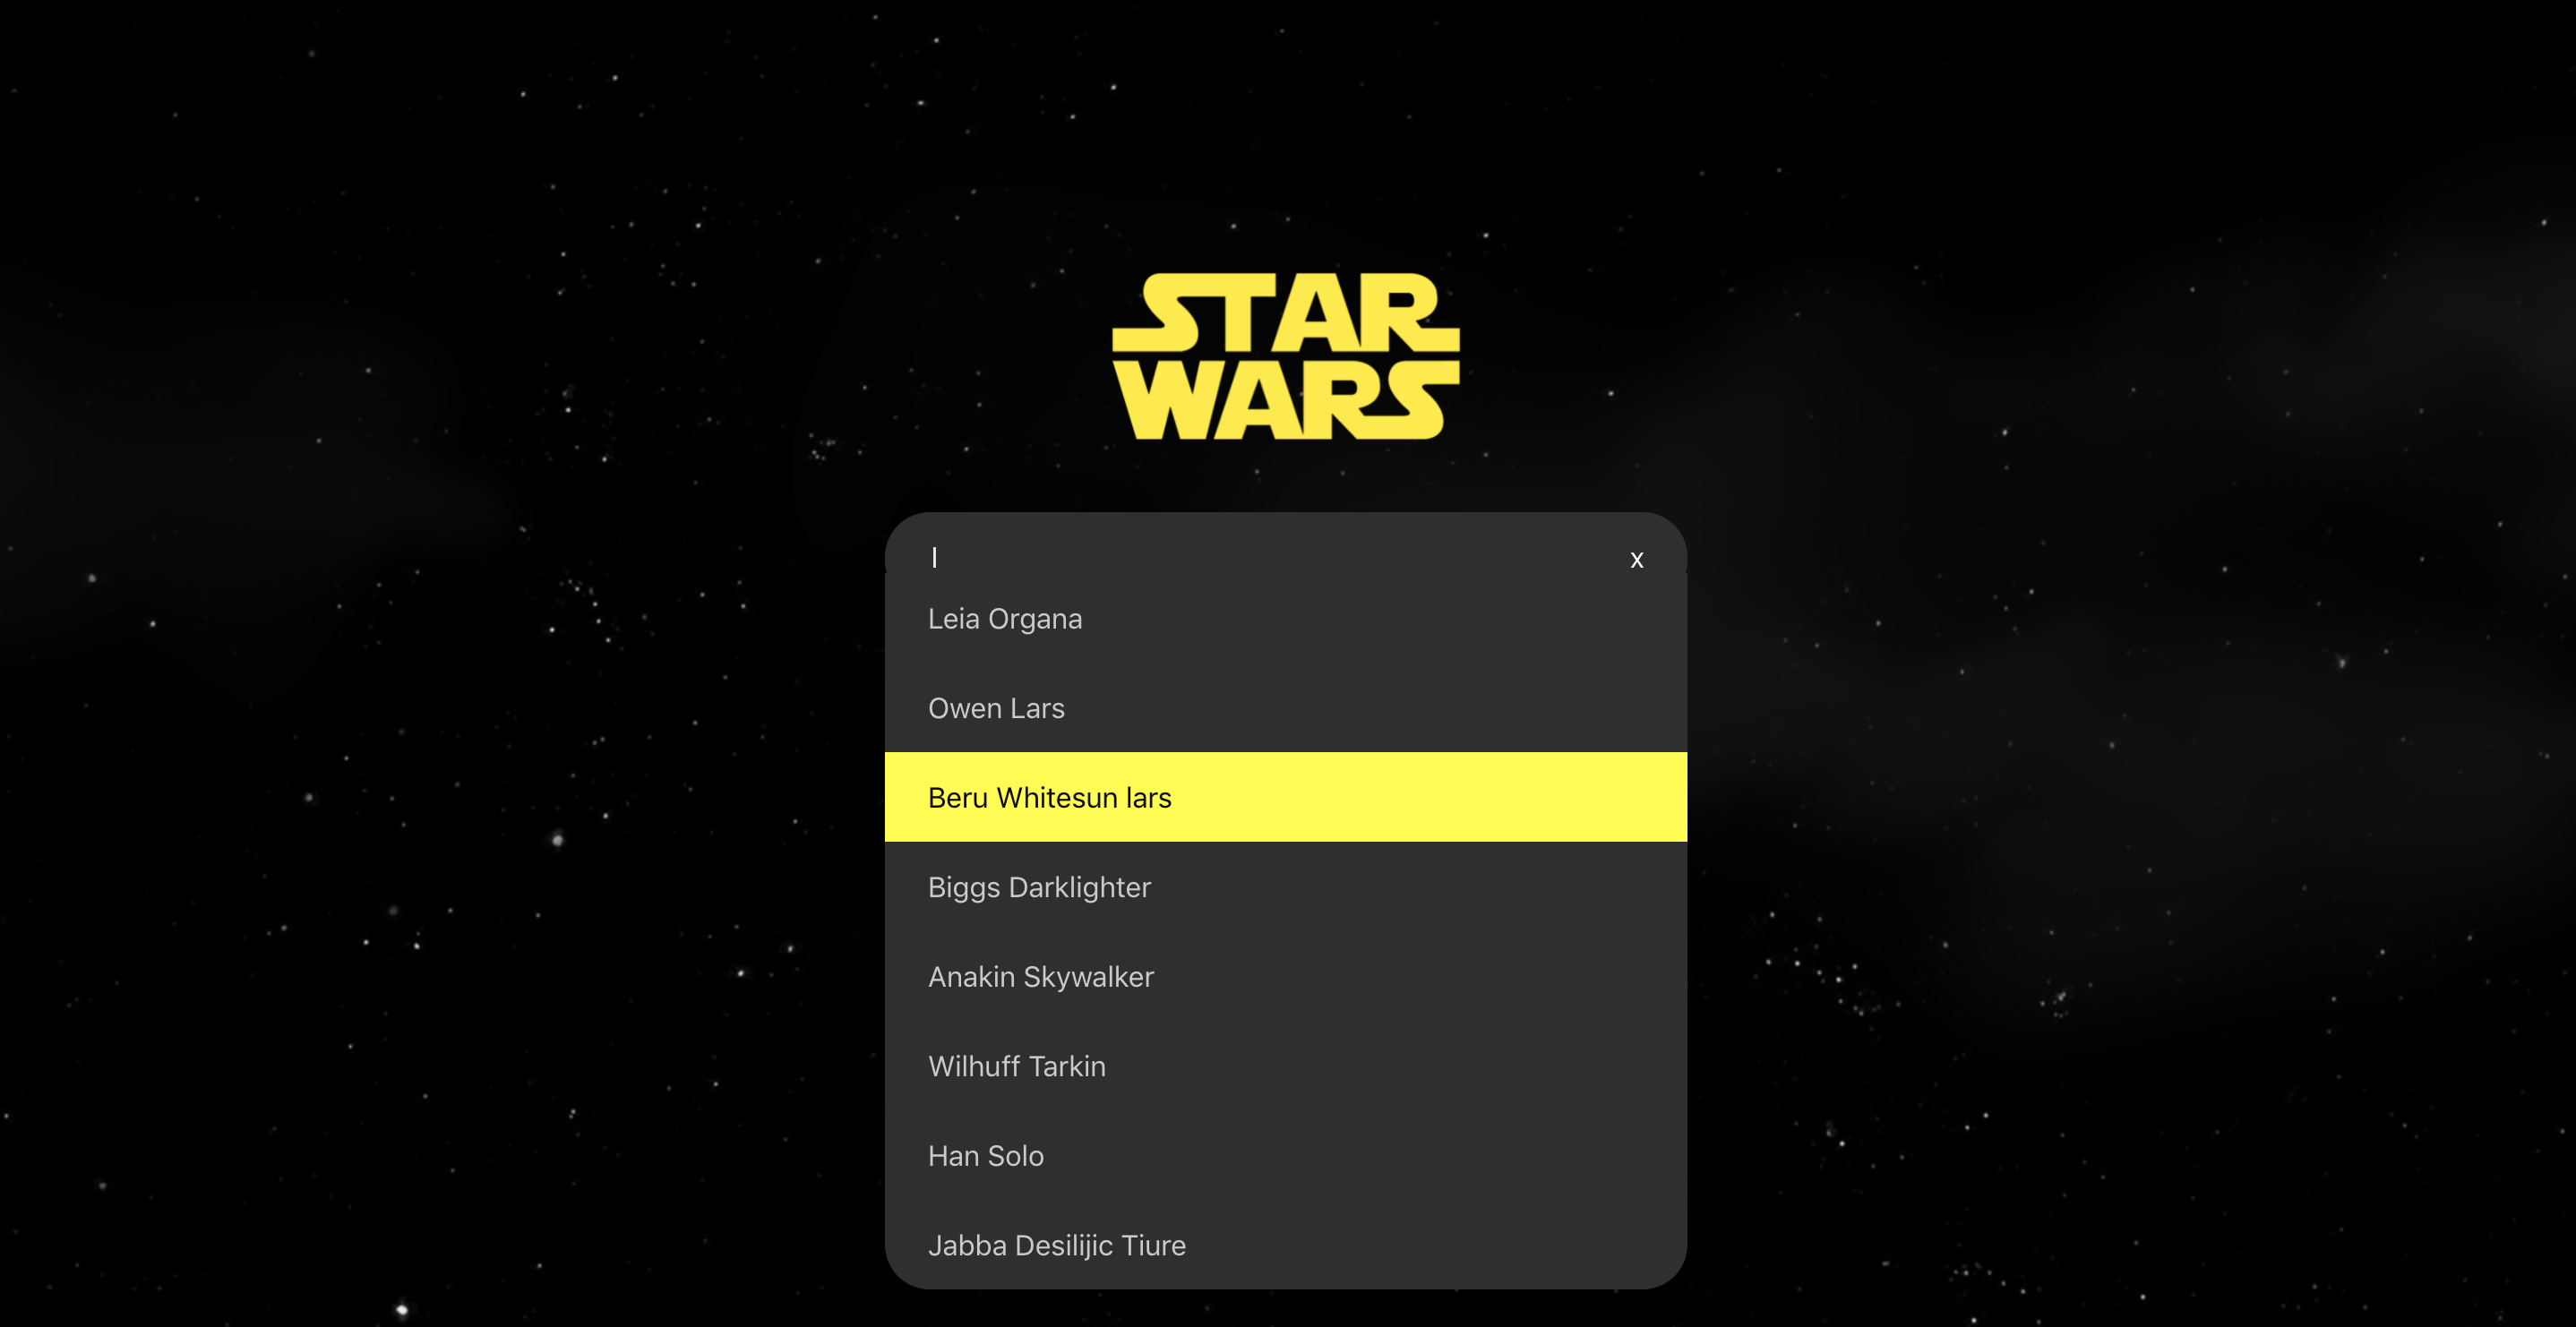 STAR
WARS
l
x
Leia Organa
Owen Lars
Beru Whitesun lars
Biggs Darklighter
Anakin Skywalker
Wilhuff Tarkin
Han Solo
Jabba Desilijic Tiure